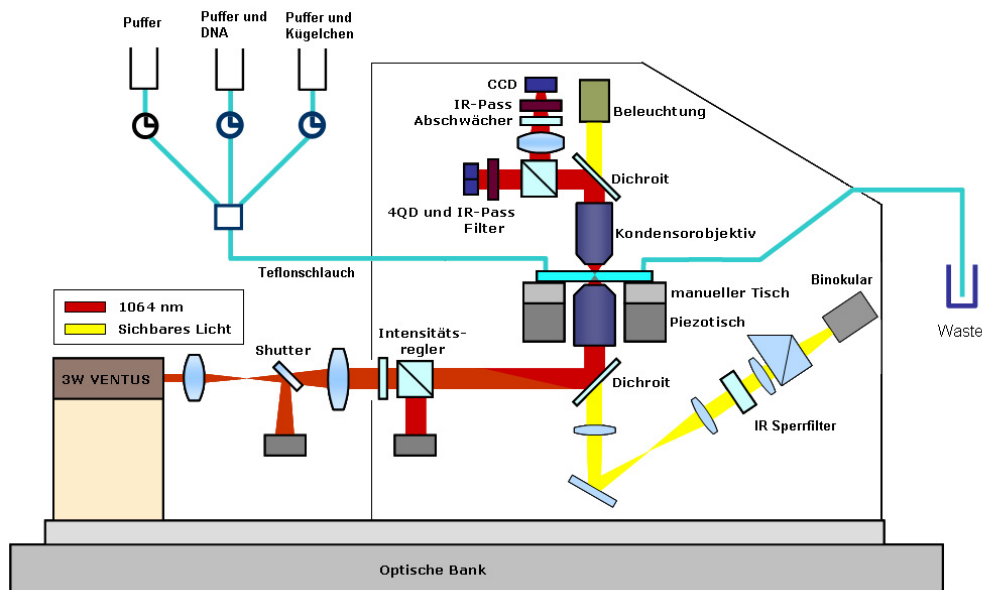 Puffer
Puffer und
DNA
Puffer und
Kügelchen
CCD
IR-Pass
Abschwächer
Beleuchtung
Dichroit
4QD und IR-Pass
Filter
Kondensorobjektiv
Teflonschlauch
manueller Tisch
Piezotisch
Binokular
Waste
1064 nm
Sichbares Licht
Intensitäts-
regler
Shutter
3W VENTUS
Dichroit
IR Sperrfilter
Optische Bank